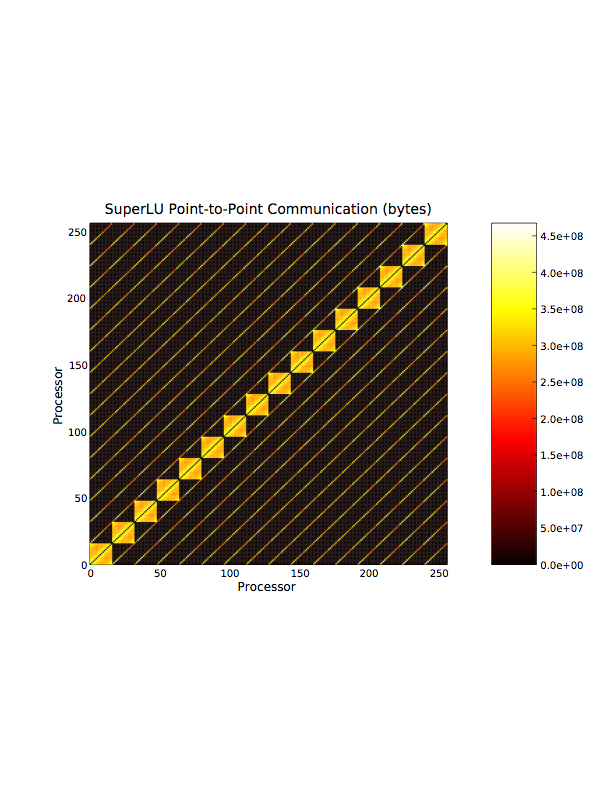 SuperLU Point-to-Point Communication (bytes)
250
200
150
100
50
0
Processor
0 50 100 150 200 250
Processor
4.5e+08
4.0e+08
3.5e+08
3.0e+08
2.5e+08
2.0e+08
1.5e+08
1.0e+08
5.0e+07
0.0e+00